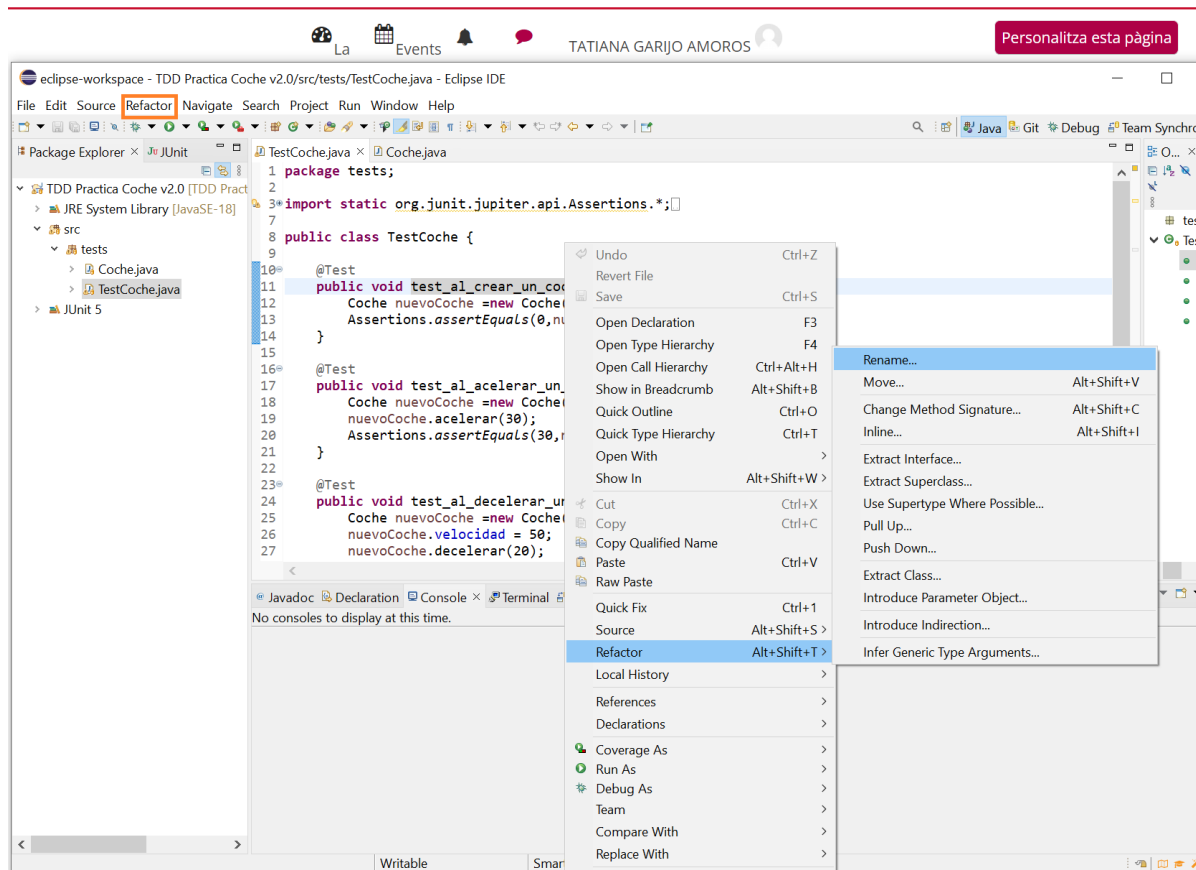 La
Events
TATIANA GARIJO AMOROS
Personalitza esta pàgina
eclipse-workspace - TDD Practica Coche v2.0/src/tests/TestCoche.java - Eclipse IDE
File Edit Source Refactor Navigate Search Project Run Window Help
Java Git Debug Team Synchro
Package Explorer JUnit
TestCoche.java Coche.java
O...
TDD Practica Coche v2.0 [TDD Pract
JRE System Library [JavaSE-18]
src
tests
Coche.java
TestCoche.java
JUnit 5
1 package tests;
2
3 import static org.junit.jupiter.api.Assertions.*;
7
8 public class TestCoche {
9
10 @Test
11 public void test_al_crear_un_coc
12 Coche nuevoCoche =new Coche(
13 Assertions.assertEquals(0,nu
14 }
15
16 @Test
17 public void test_al_acelerar_un_
18 Coche nuevoCoche =new Coche(
19 nuevoCoche.acelerar(30);
20 Assertions.assertEquals(30,n
21 }
22
23 @Test
24 public void test_al_decelerar_un
25 Coche nuevoCoche =new Coche(
26 nuevoCoche.velocidad = 50;
27 nuevoCoche.decelerar(20);
tes
Tes
Undo Ctrl+Z
Revert File
Save Ctrl+S
Open Declaration F3
Open Type Hierarchy F4
Open Call Hierarchy Ctrl+Alt+H
Show in Breadcrumb Alt+Shift+B
Quick Outline Ctrl+O
Quick Type Hierarchy Ctrl+T
Open With
Show In Alt+Shift+W
Cut Ctrl+X
Copy Ctrl+C
Copy Qualified Name
Paste Ctrl+V
Raw Paste
Quick Fix Ctrl+1
Source Alt+Shift+S
Refactor Alt+Shift+T
Local History
References
Declarations
Coverage As
Run As
Debug As
Team
Compare With
Replace With
Rename...
Move... Alt+Shift+V
Change Method Signature... Alt+Shift+C
Inline... Alt+Shift+I
Extract Interface...
Extract Superclass...
Use Supertype Where Possible...
Pull Up...
Push Down...
Extract Class...
Introduce Parameter Object...
Introduce Indirection...
Infer Generic Type Arguments...
Javadoc Declaration Console Terminal
No consoles to display at this time.
Writable
Smar